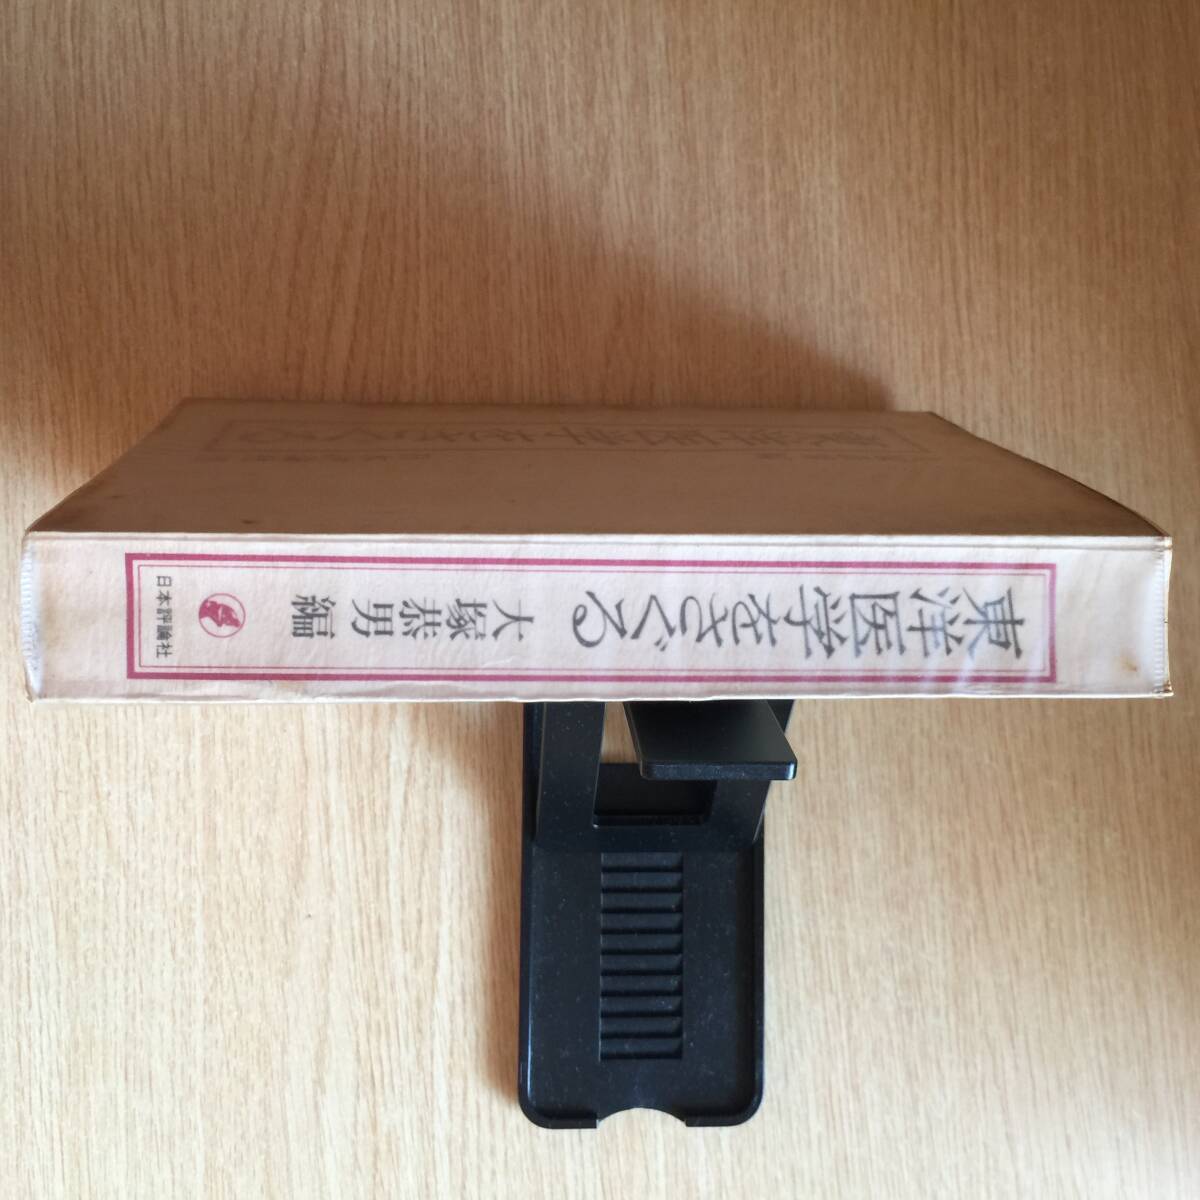 東洋医学をさぐる
大塚恭男 編
日本評論社